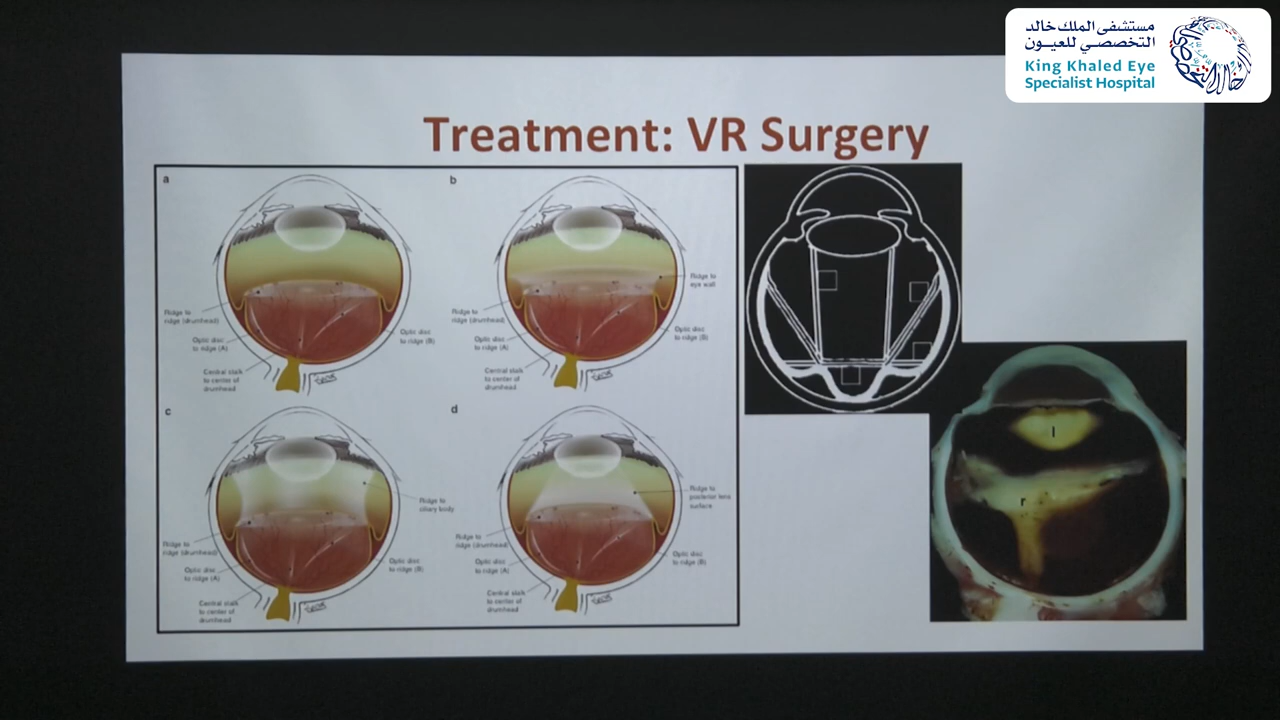 مستشفى الملك خالد
التخصصي للعيون
King Khaled Eye
Specialist Hospital
Treatment: VR Surgery
a
Ridge to
ridge (drumhead)
Optic disc
to ridge (A)
Central stalk
to center of
drumhead
Optic disc
to ridge (B)
b
Ridge to
eye wall
Ridge to
ridge (drumhead)
Optic disc
to ridge (A)
Central stalk
to center of
drumhead
Optic disc
to ridge (B)
c
Ridge to
ciliary body
Ridge to
ridge (drumhead)
Optic disc
to ridge (A)
Central stalk
to center of
drumhead
Optic disc
to ridge (B)
d
Ridge to
posterior lens
surface
Ridge to
ridge (drumhead)
Optic disc
to ridge (A)
Central stalk
to center of
drumhead
Optic disc
to ridge (B)
l
r